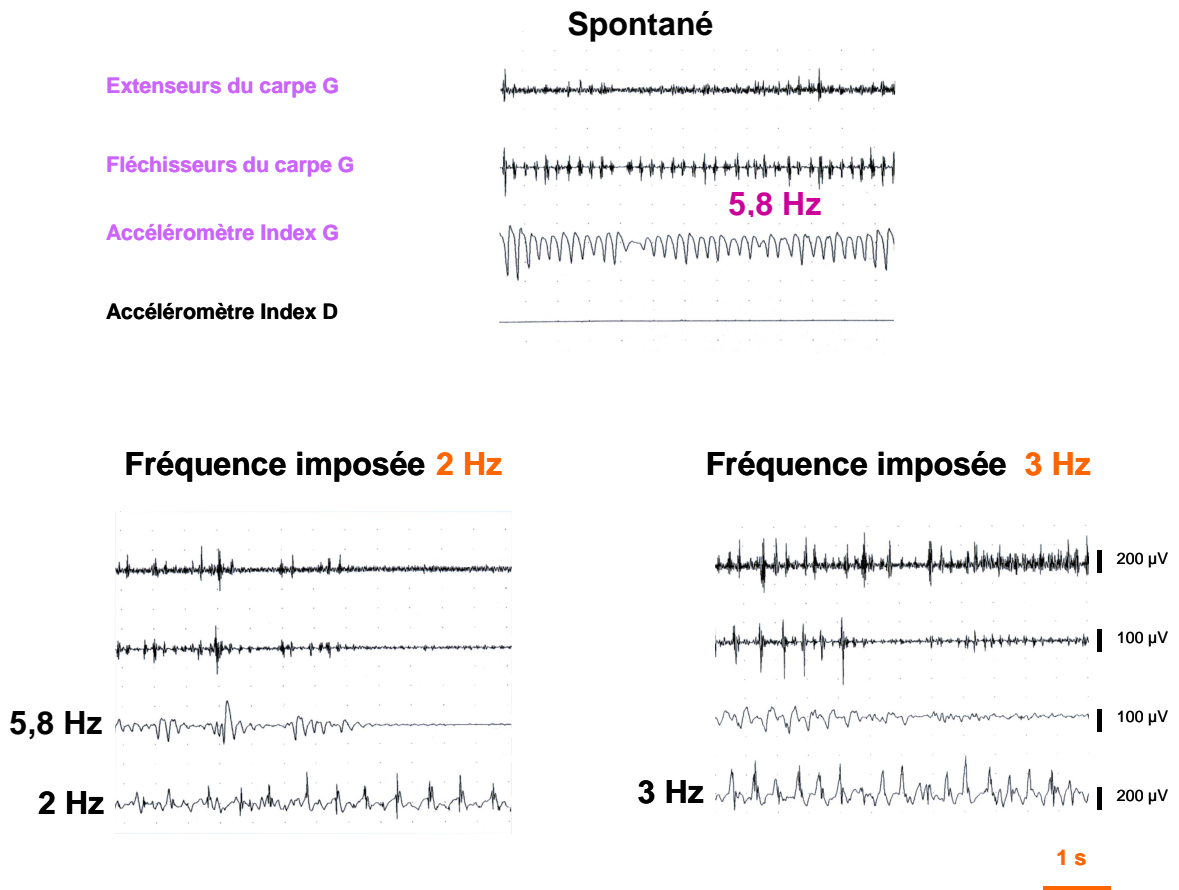 Spontané
Extenseurs du carpe G
Fléchisseurs du carpe G
5,8 Hz
Accéléromètre Index G
Accéléromètre Index D
Fréquence imposée 2 Hz
Fréquence imposée 3 Hz
200 µV
100 µV
5,8 Hz
100 µV
2 Hz
3 Hz
200 µV
1 s